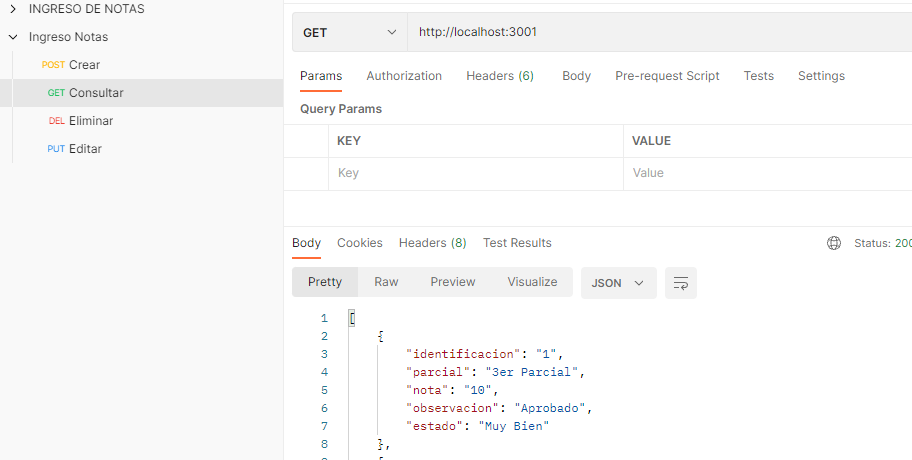 INGRESO DE NOTAS
Ingreso Notas
POST Crear
GET Consultar
DEL Eliminar
PUT Editar
GET http://localhost:3001
Params Authorization Headers (6) Body Pre-request Script Tests Settings
Query Params
KEY VALUE
Key Value
Body Cookies Headers (8) Test Results Status: 200
Pretty Raw Preview Visualize JSON
1 [
2 {
3 "identificacion": "1",
4 "parcial": "3er Parcial",
5 "nota": "10",
6 "observacion": "Aprobado",
7 "estado": "Muy Bien"
8 },